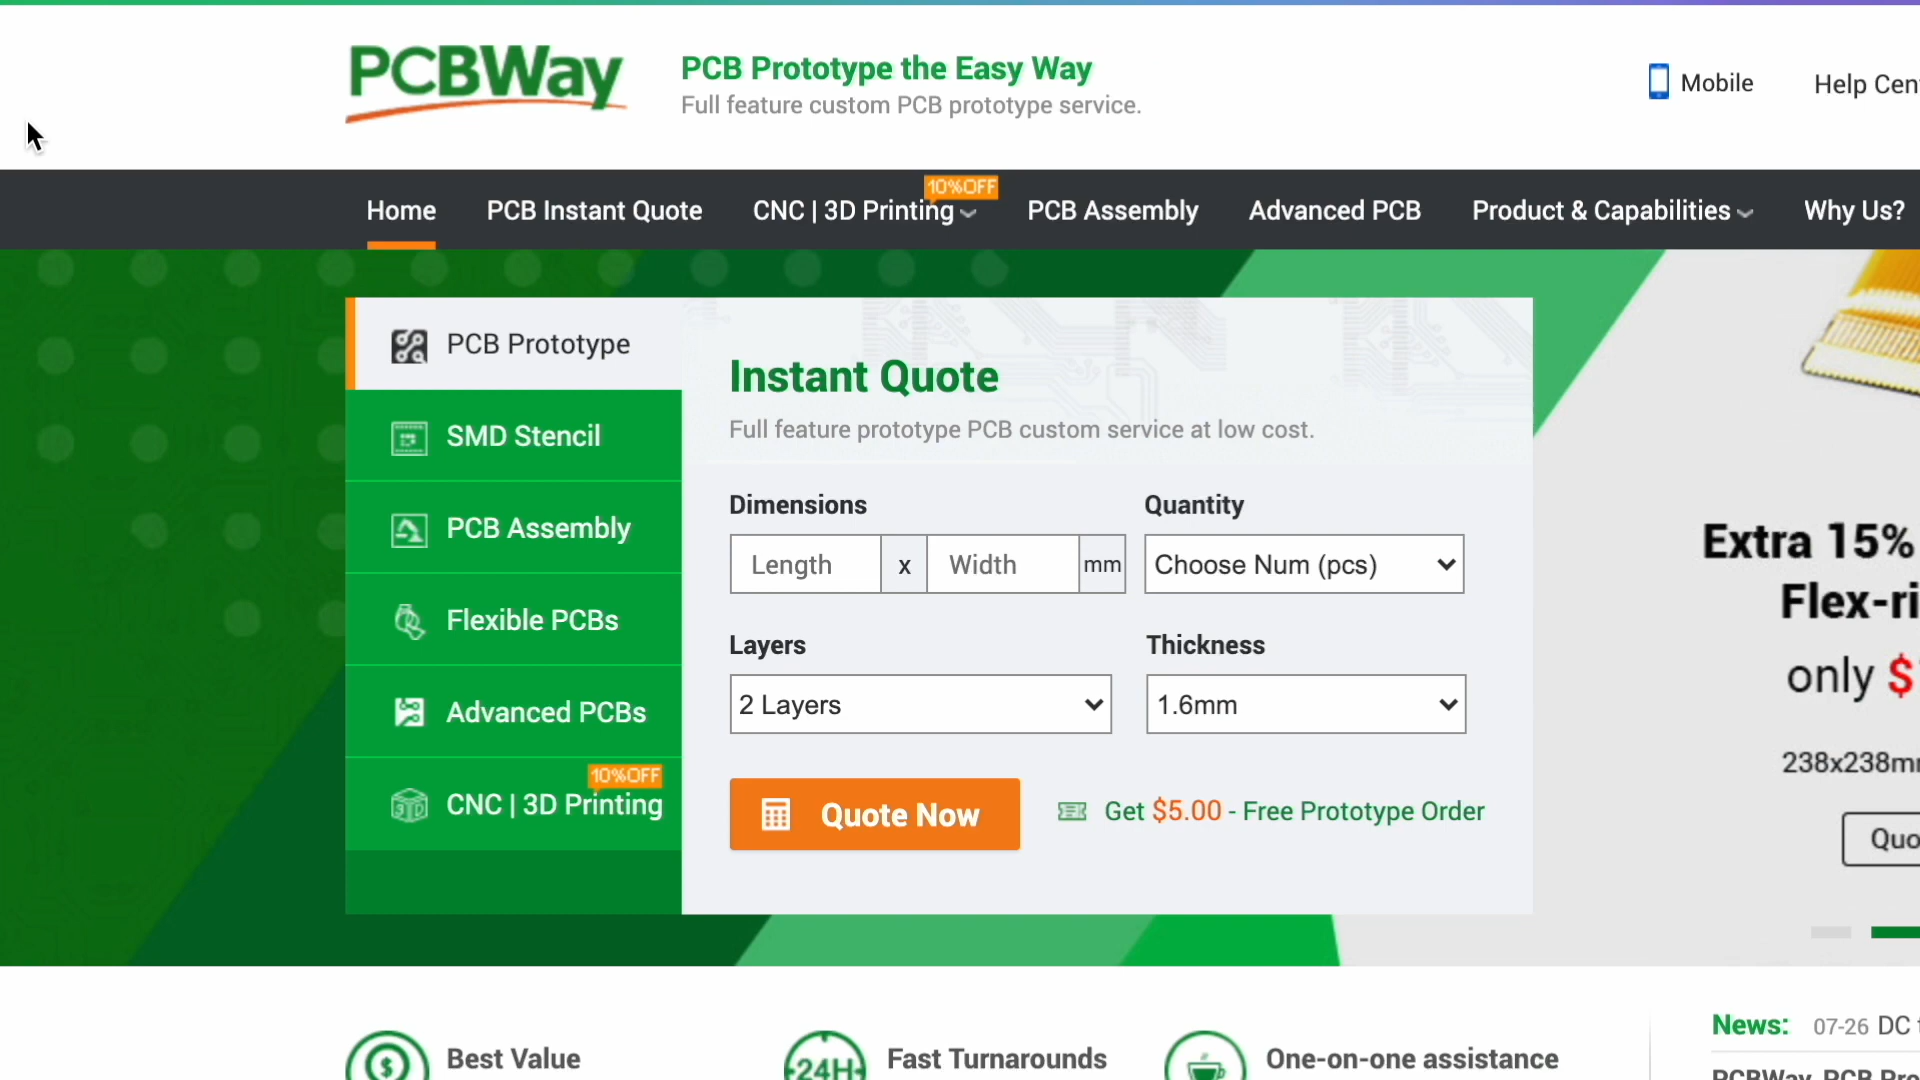 PCBWay
PCB Prototype the Easy Way
Full feature custom PCB prototype service.
Mobile
Help Cen
Home
PCB Instant Quote
CNC | 3D Printing
10%OFF
PCB Assembly
Advanced PCB
Product & Capabilities
Why Us?
PCB Prototype
SMD Stencil
PCB Assembly
Flexible PCBs
Advanced PCBs
10%OFF
CNC | 3D Printing
Instant Quote
Full feature prototype PCB custom service at low cost.
Dimensions
Quantity
Length x Width mm
Choose Num (pcs)
Layers
Thickness
2 Layers
1.6mm
Quote Now
Get $5.00 - Free Prototype Order
Extra 15%
Flex-ri
only $
238x238m
Quo
$
Best Value
24H
Fast Turnarounds
One-on-one assistance
News: 07-26 DC
PCBWay PCB Pro